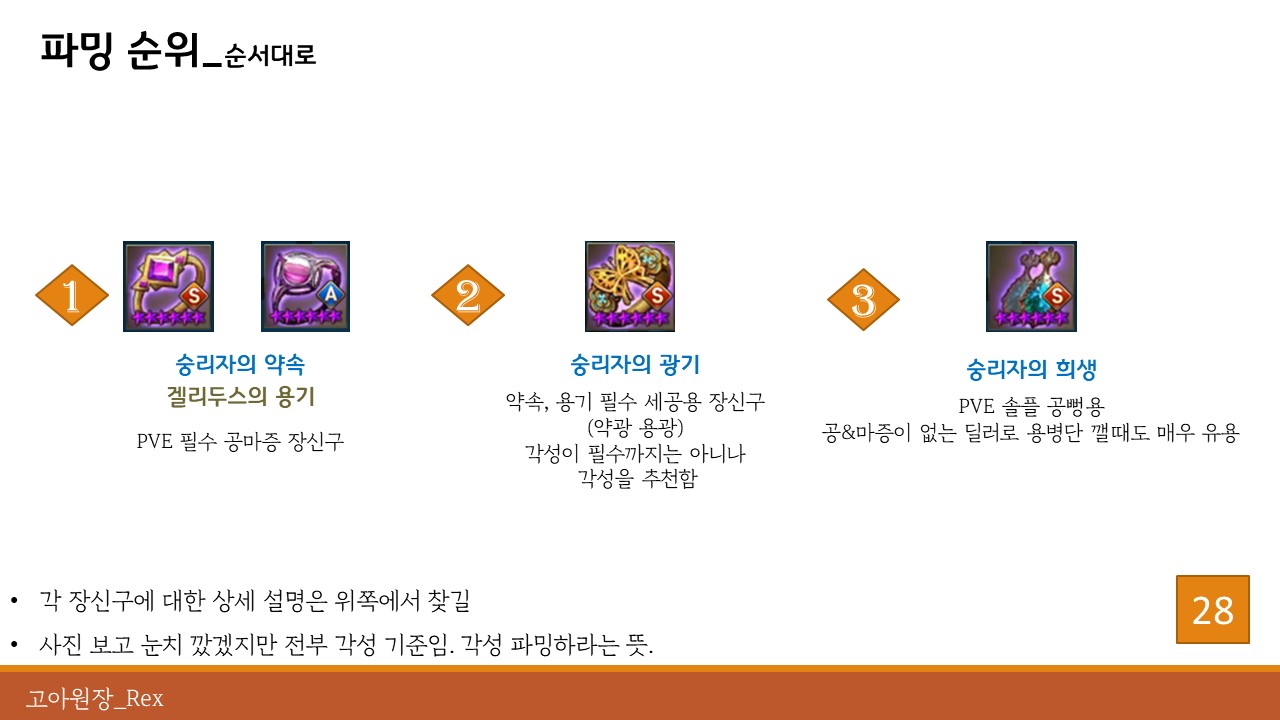 파밍 순위_순서대로
1
S
A
숭리자의 약속
겔리두스의 용기
PVE 필수 공마증 장신구
2
S
숭리자의 광기
약속, 용기 필수 세공용 장신구
(약광 용광)
각성이 필수까지는 아니나
각성을 추천함
3
S
숭리자의 희생
PVE 솔플 공뻥용
공&마증이 없는 딜러로 용병단 깰때도 매우 유용
• 각 장신구에 대한 상세 설명은 위쪽에서 찾길
• 사진 보고 눈치 깠겠지만 전부 각성 기준임. 각성 파밍하라는 뜻.
28
고아원장_Rex